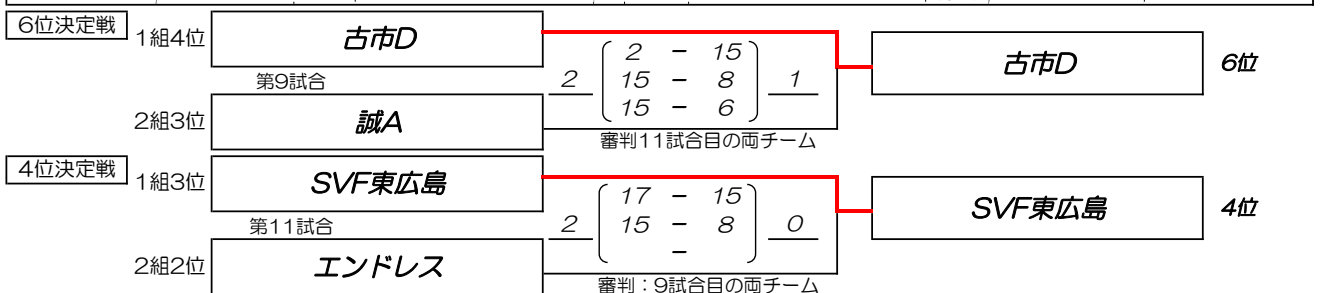 6位決定戦
1組4位 古市D
第9試合
2 2 - 15 1
15 - 8
15 - 6
古市D 6位
2組3位 誠A
審判11試合目の両チーム
4位決定戦
1組3位 SVF東広島
第11試合
2 17 - 15 0
15 - 8
-
SVF東広島 4位
2組2位 エンドレス
審判:9試合目の両チーム